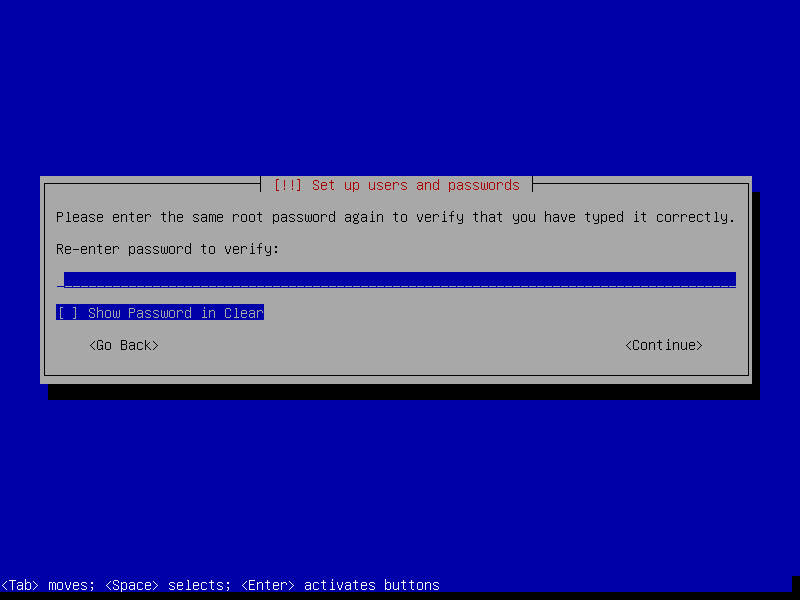 [!!] Set up users and passwords
Please enter the same root password again to verify that you have typed it correctly.
Re-enter password to verify:
[ ] Show Password in Clear
<Go Back> <Continue>
<Tab> moves; <Space> selects; <Enter> activates buttons